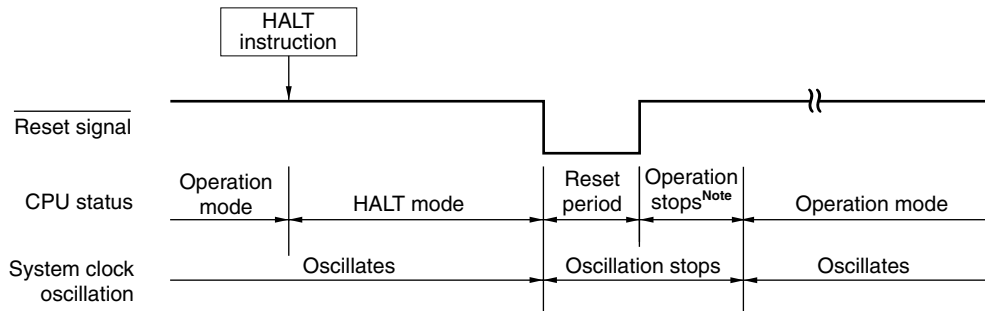 HALT
instruction
Reset signal
CPU status
Operation
mode
HALT mode
Reset
period
Operation
stopsNote
Operation mode
System clock
oscillation
Oscillates
Oscillation stops
Oscillates